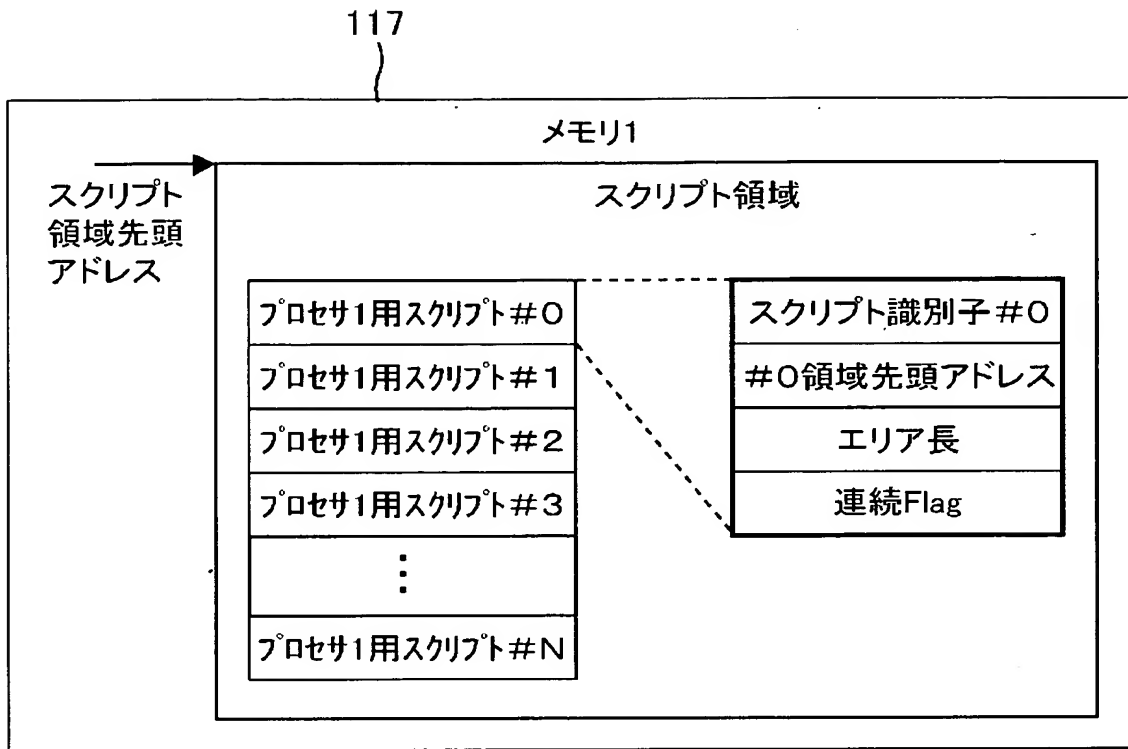 117
メモリ1
スクリプト
領域先頭
アドレス
スクリプト領域
プロセサ1用スクリプト#0
プロセサ1用スクリプト#1
プロセサ1用スクリプト#2
プロセサ1用スクリプト#3
⋮
プロセサ1用スクリプト#N
スクリプト識別子#0
#0領域先頭アドレス
エリア長
連続Flag